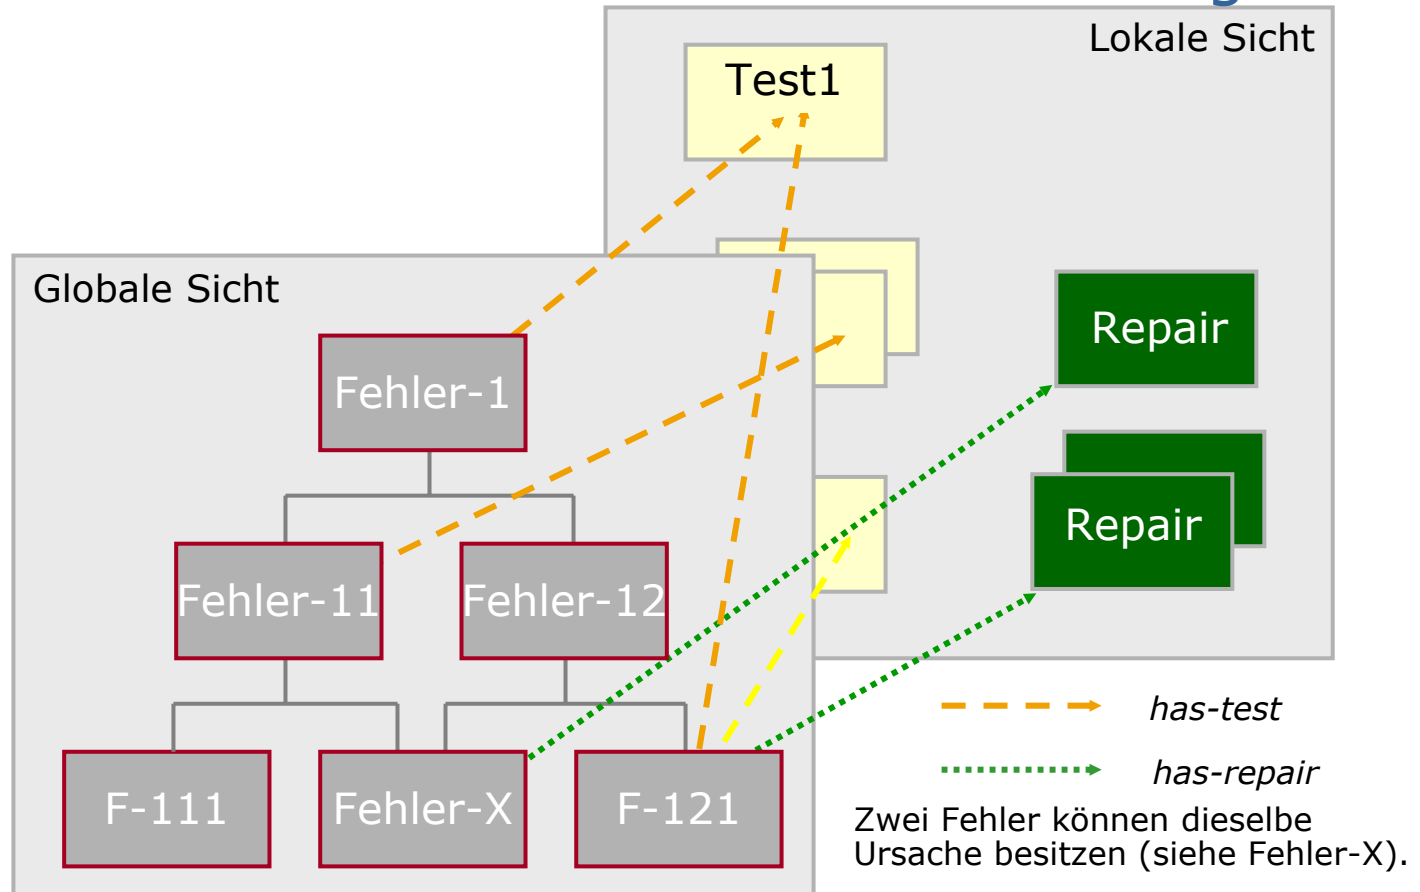 Lokale Sicht
Test1
Globale Sicht
Repair
Fehler-1
Repair
Fehler-11
Fehler-12
has-test
has-repair
F-111
Fehler-X
F-121
Zwei Fehler können dieselbe
Ursache besitzen (siehe Fehler-X).